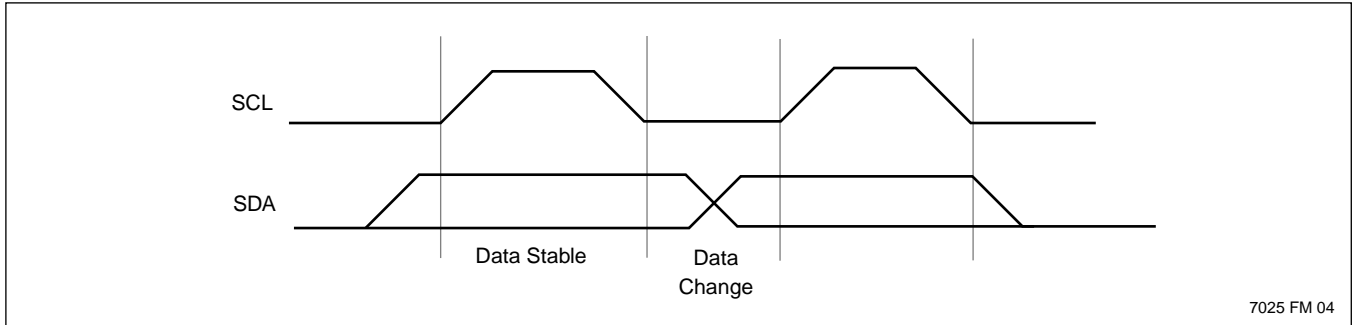 SCL
SDA
Data Stable
Data
Change
7025 FM 04